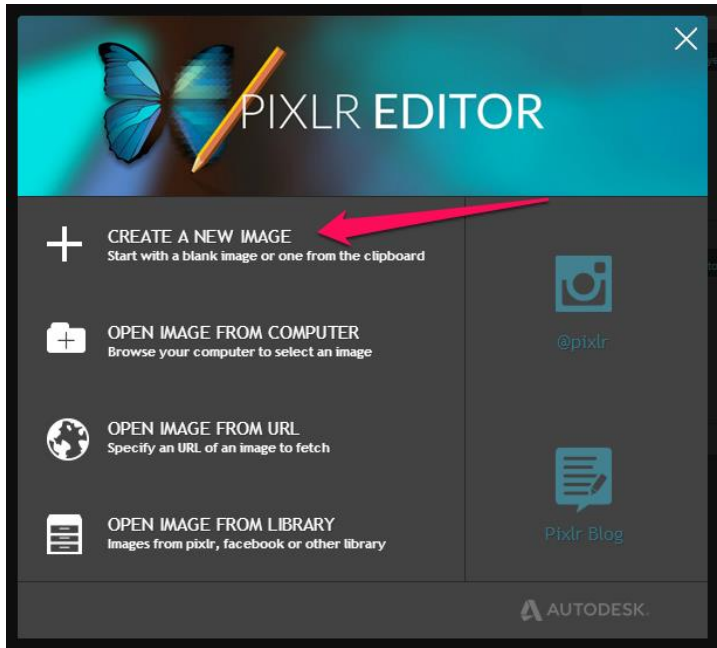 PIXLR EDITOR
CREATE A NEW IMAGE
Start with a blank image or one from the clipboard
OPEN IMAGE FROM COMPUTER
Browse your computer to select an image
OPEN IMAGE FROM URL
Specify an URL of an image to fetch
OPEN IMAGE FROM LIBRARY
Images from pixlr, facebook or other library
@pixlr
Pixlr Blog
AUTODESK.